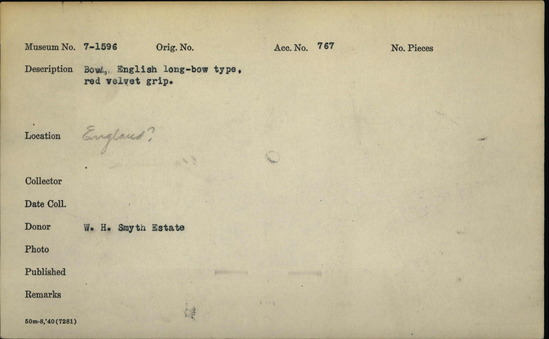 Museum No. 7-1596 Orig. No. Acc. No. 767 No. Pieces
Description Bow, English long-bow type,
red velvet grip.
Location England?
Collector
Date Coll.
Donor W. H. Smyth Estate
Photo
Published
Remarks
50m-8,'40(7281)